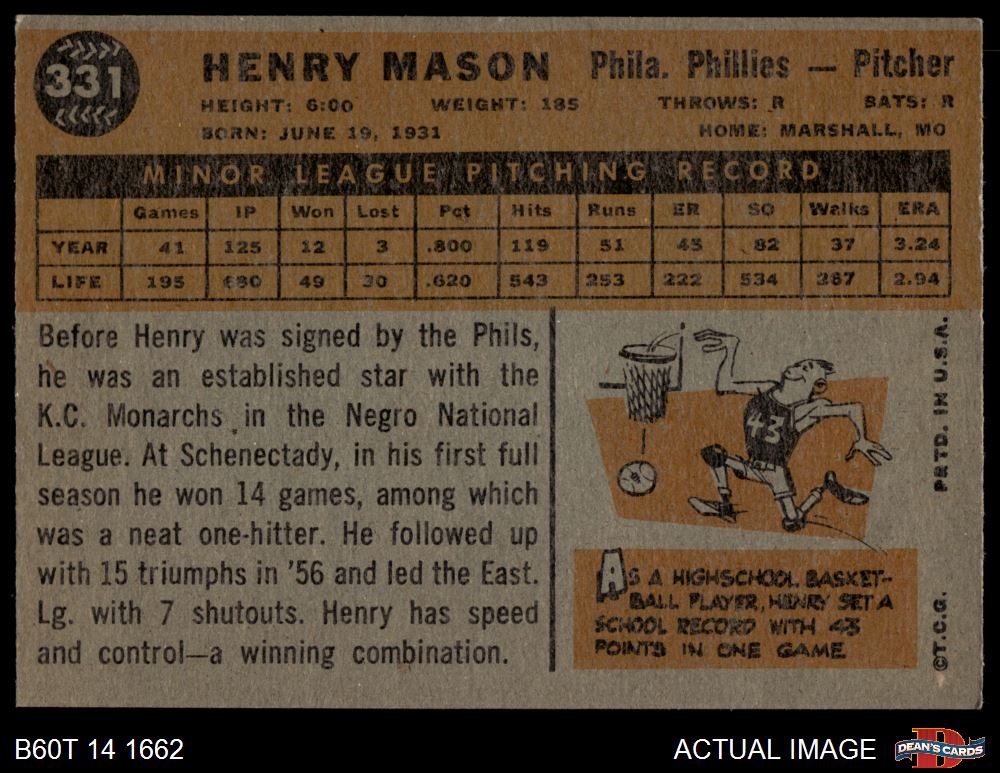 331
HENRY MASON Phila. Phillies — Pitcher
HEIGHT: 6:00 WEIGHT: 185 THROWS: R BATS: R
BORN: JUNE 19, 1931 HOME: MARSHALL, MO
MINOR LEAGUE PITCHING RECORD
Games IP Won Lost Pct Hits Runs ER SO Walks ERA
YEAR 41 125 12 3 .800 119 51 45 82 37 3.24
LIFE 195 680 49 30 .620 543 253 222 534 267 2.94
Before Henry was signed by the Phils,
he was an established star with the
K.C. Monarchs in the Negro National
League. At Schenectady, in his first full
season he won 14 games, among which
was a neat one-hitter. He followed up
with 15 triumphs in '56 and led the East.
Lg. with 7 shutouts. Henry has speed
and control—a winning combination.
43
AS A HIGHSCHOOL BASKET-
BALL PLAYER, HENRY SET A
SCHOOL RECORD WITH 43
POINTS IN ONE GAME
©T.C.G. PRTD. IN U.S.A.
B60T 14 1662
ACTUAL IMAGE
DEAN'S CARDS